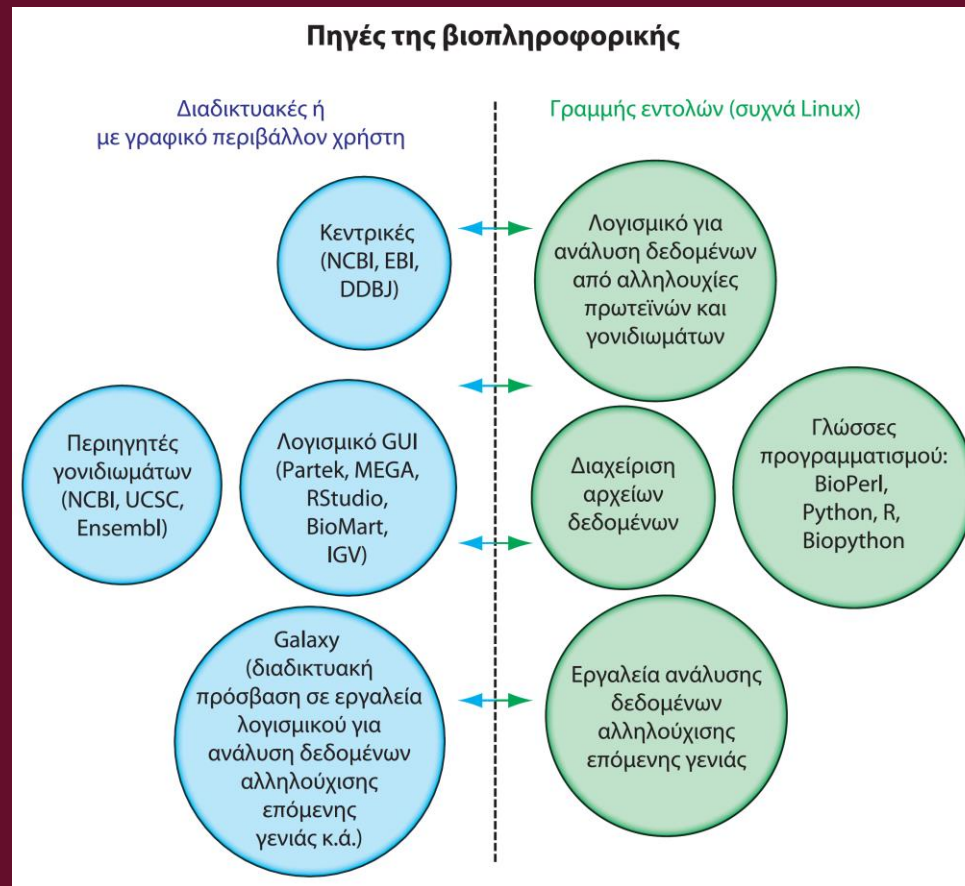 Πηγές της βιοπληροφορικής
Διαδικτυακές ή
με γραφικό περιβάλλον χρήστη
Γραμμής εντολών (συχνά Linux)
Κεντρικές
(NCBI, EBI,
DDBJ)
Λογισμικό για
ανάλυση δεδομένων
από αλληλουχίες
πρωτεϊνών και
γονιδιωμάτων
Περιηγητές
γονιδιωμάτων
(NCBI, UCSC,
Ensembl)
Λογισμικό GUI
(Partek, MEGA,
RStudio,
BioMart,
IGV)
Διαχείριση
αρχείων
δεδομένων
Γλώσσες
προγραμματισμού:
BioPerl,
Python, R,
Biopython
Galaxy
(διαδικτυακή
πρόσβαση σε εργαλεία
λογισμικού για
ανάλυση δεδομένων
αλληλούχισης
επόμενης
γενιάς κ.ά.)
Εργαλεία ανάλυσης
δεδομένων
αλληλούχισης
επόμενης γενιάς